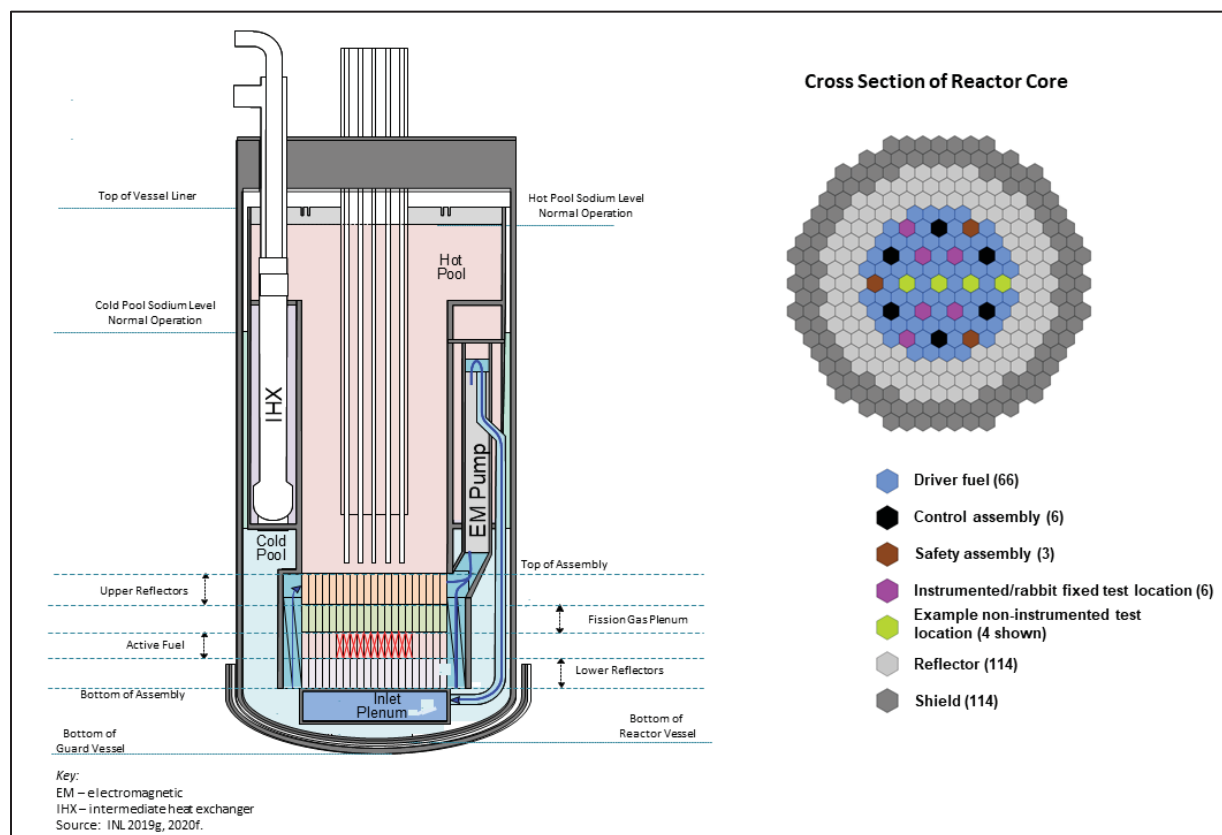 Cross Section of Reactor Core
Top of Vessel Liner
Hot Pool Sodium Level
Normal Operation
Hot
Pool
Cold Pool Sodium Level
Normal Operation
IHX
EM Pump
Cold
Pool
Top of Assembly
Upper Reflectors
Fission Gas Plenum
Active Fuel
Lower Reflectors
Bottom of Assembly
Inlet
Plenum
Bottom of
Guard Vessel
Bottom of
Reactor Vessel
Driver fuel (66)
Control assembly (6)
Safety assembly (3)
Instrumented/rabbit fixed test location (6)
Example non-instrumented test
location (4 shown)
Reflector (114)
Shield (114)
Key:
EM – electromagnetic
IHX – intermediate heat exchanger
Source: INL 2019g, 2020f.